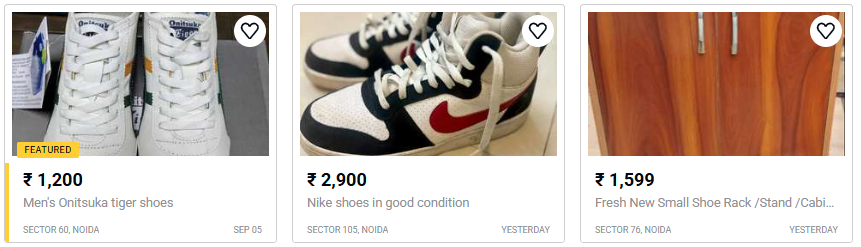 Onitsuka
Onitsuka
Tiger
FEATURED
₹ 1,200
Men's Onitsuka tiger shoes
SECTOR 60, NOIDA
SEP 05
₹ 2,900
Nike shoes in good condition
SECTOR 105, NOIDA
YESTERDAY
₹ 1,599
Fresh New Small Shoe Rack /Stand /Cabi...
SECTOR 76, NOIDA
YESTERDAY